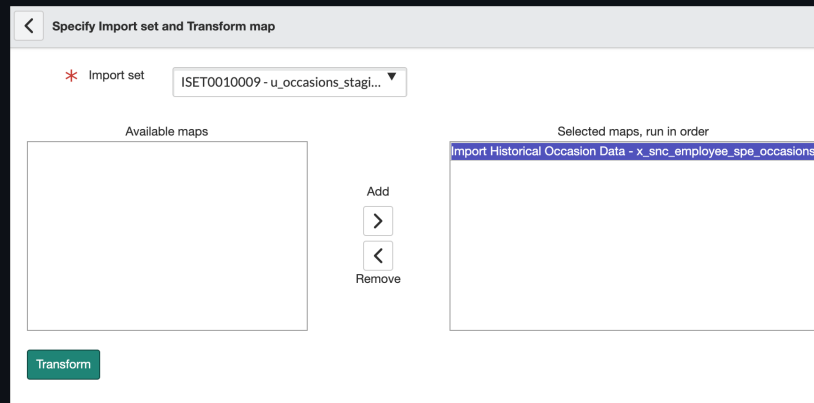 Specify Import set and Transform map
Import set
ISET0010009 - u_occasions_stagi...
Available maps
Selected maps, run in order
Import Historical Occasion Data - x_snc_employee_spe_occasions
Add
Remove
Transform